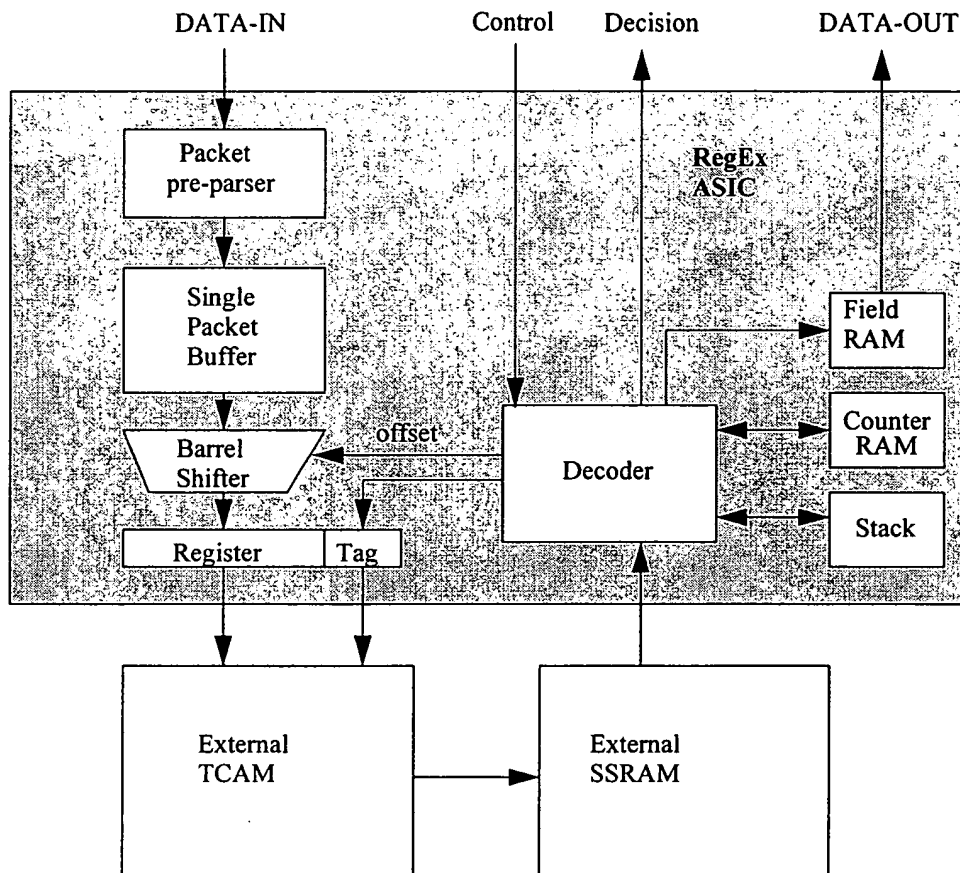 DATA-IN
Control
Decision
DATA-OUT
Packet
pre-parser
RegEx
ASIC
Single
Packet
Buffer
Field
RAM
Barrel
Shifter
offset
Decoder
Counter
RAM
Register
Tag
Stack
External
TCAM
External
SSRAM